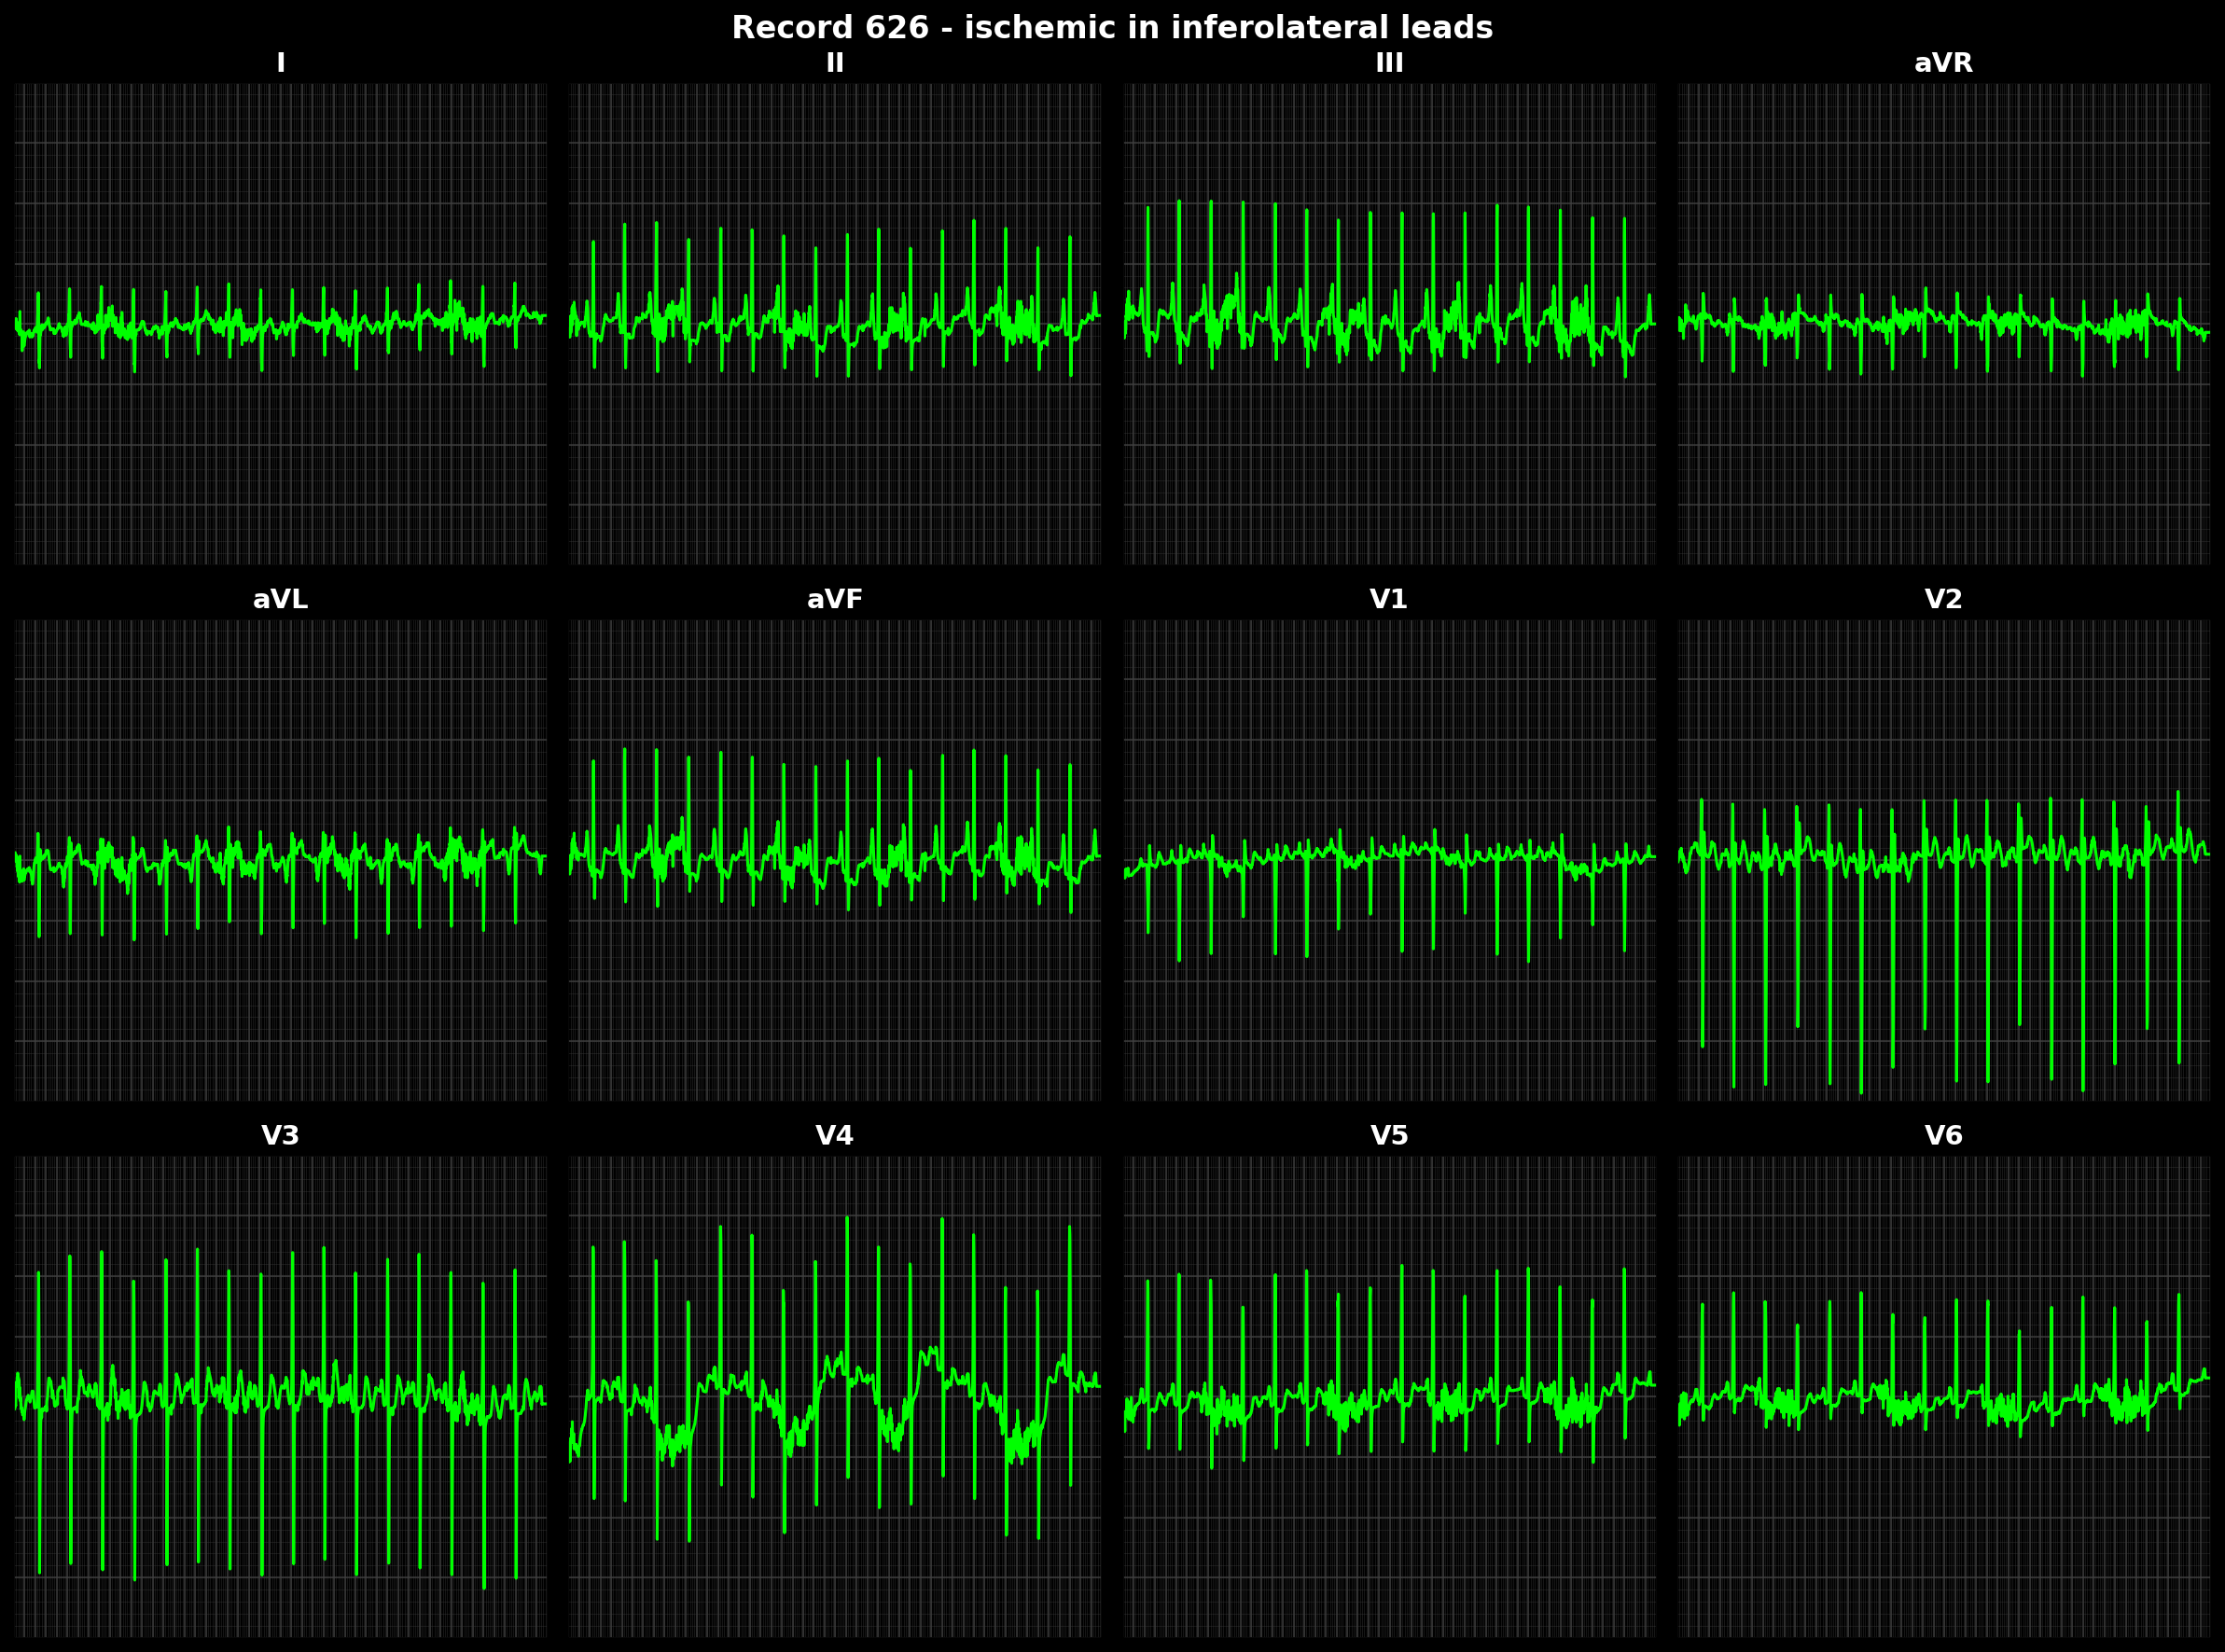 Record 626 - ischemic in inferolateral leads
I II III aVR
aVL aVF V1 V2
V3 V4 V5 V6